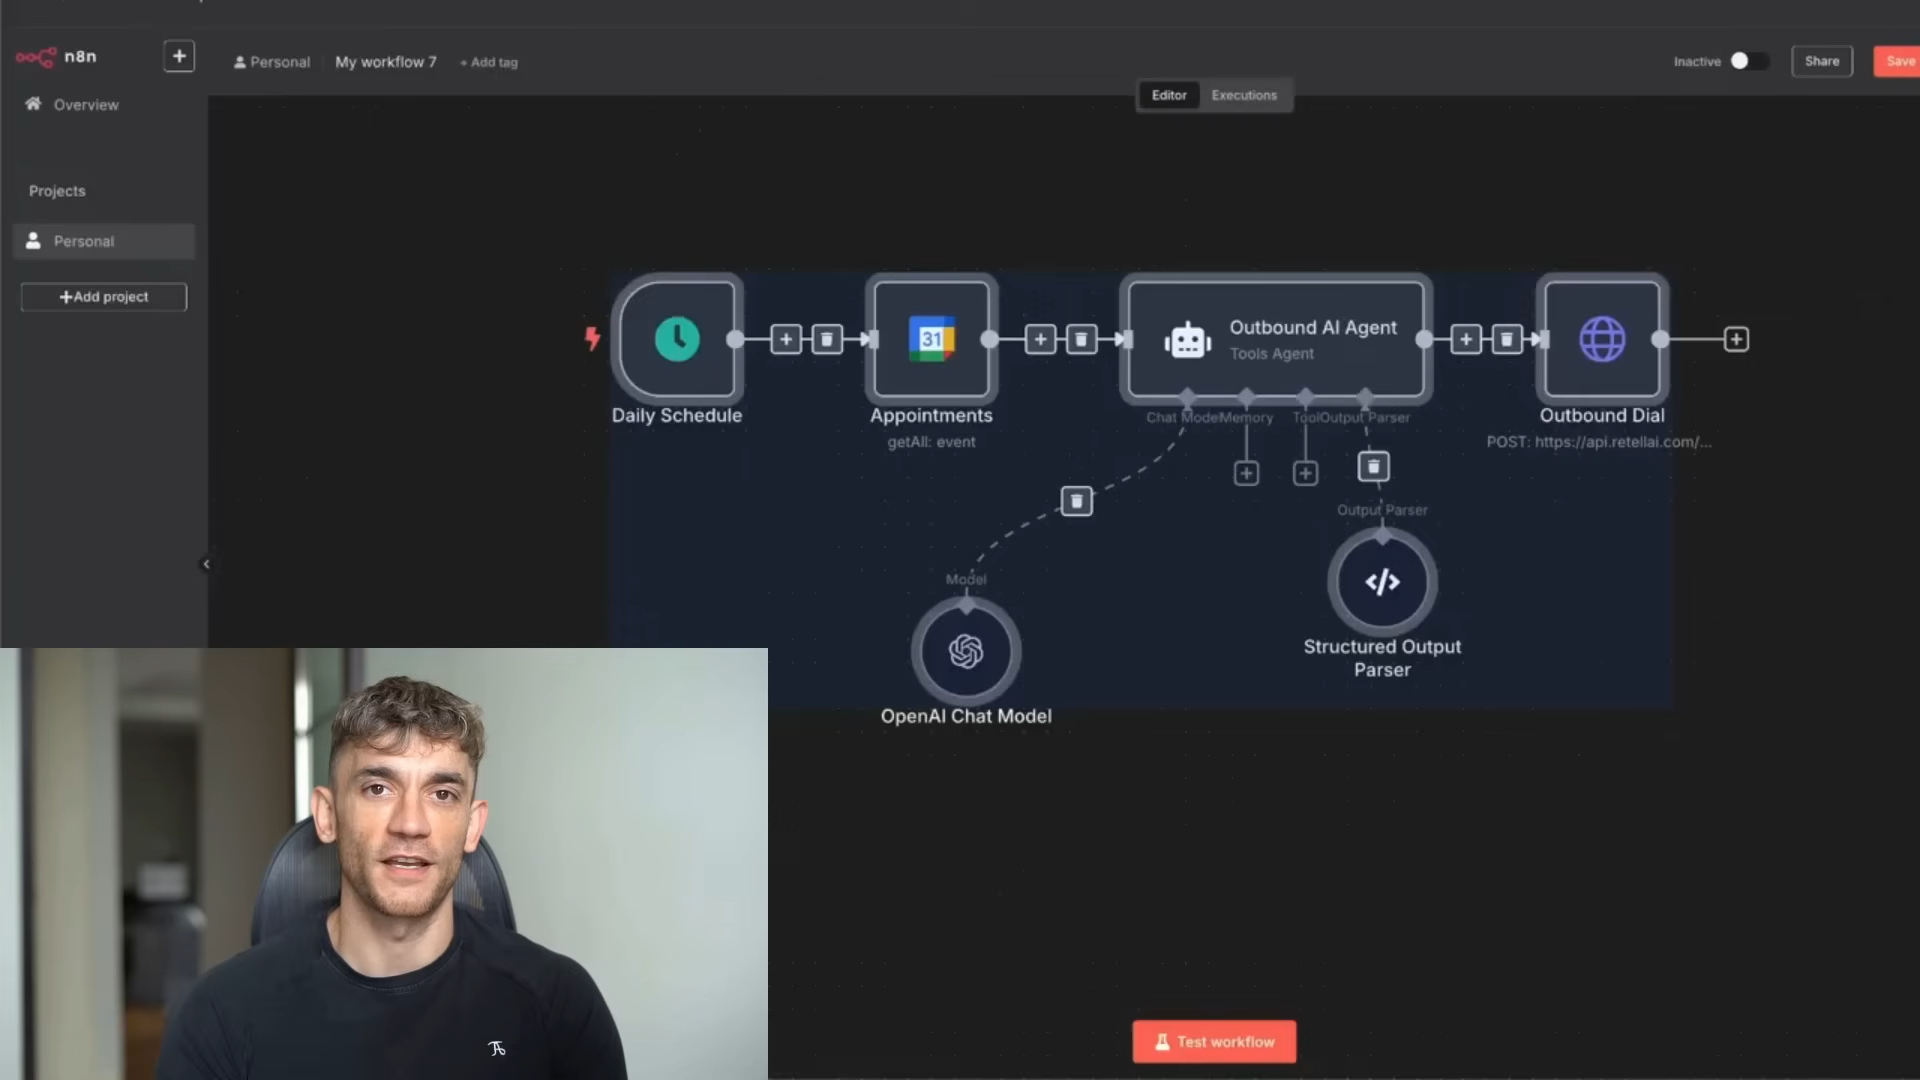 n8n
Personal
My workflow 7
+ Add tag
Inactive
Share
Save
Overview
Editor
Executions
Projects
Personal
+Add project
31
Outbound AI Agent
Tools Agent
Daily Schedule
Appointments
getAll: event
Chat Model
Memory
Tool
Output Parser
Outbound Dial
POST: https://api.retellai.com/...
Output Parser
Model
Structured Output
Parser
OpenAI Chat Model
Test workflow